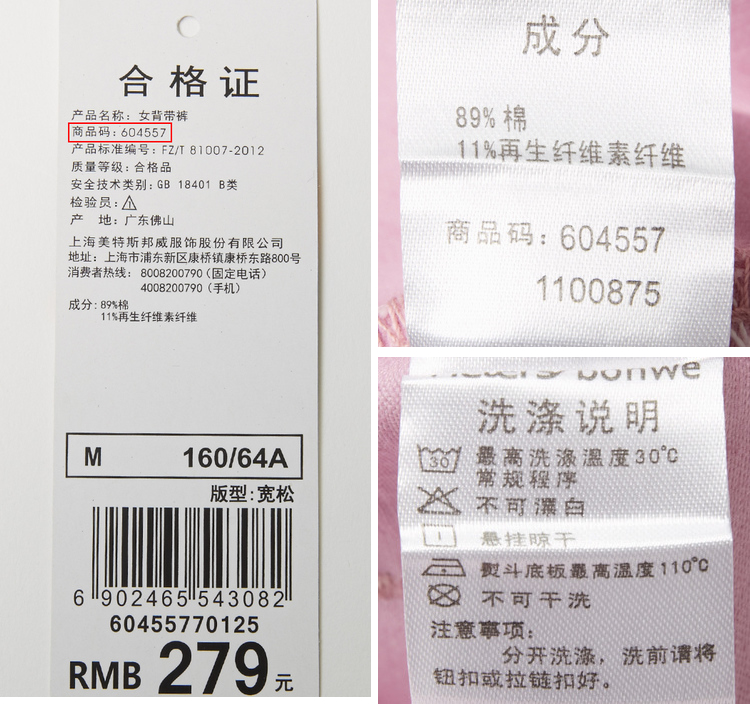 合格证
产品名称：女背带裤
商品码：604557
产品标准编号：FZ/T 81007-2012
质量等级：合格品
安全技术类别：GB 18401 B类
检验员：1
产 地：广东佛山
上海美特斯邦威服饰股份有限公司
地址：上海市浦东新区康桥镇康桥东路800号
消费者热线：8008200790（固定电话）
4008200790（手机）
成分：89%棉
11%再生纤维素纤维
M 160/64A
版型：宽松
6 902465 543082
60455770125
RMB 279元
成分
89%棉
11%再生纤维素纤维
商品码：604557
1100875
洗涤说明
30 最高洗涤温度30℃
常规程序
不可漂白
悬挂晾干
熨斗底板最高温度110℃
不可干洗
注意事项：
分开洗涤，洗前请将
钮扣或拉链扣好。